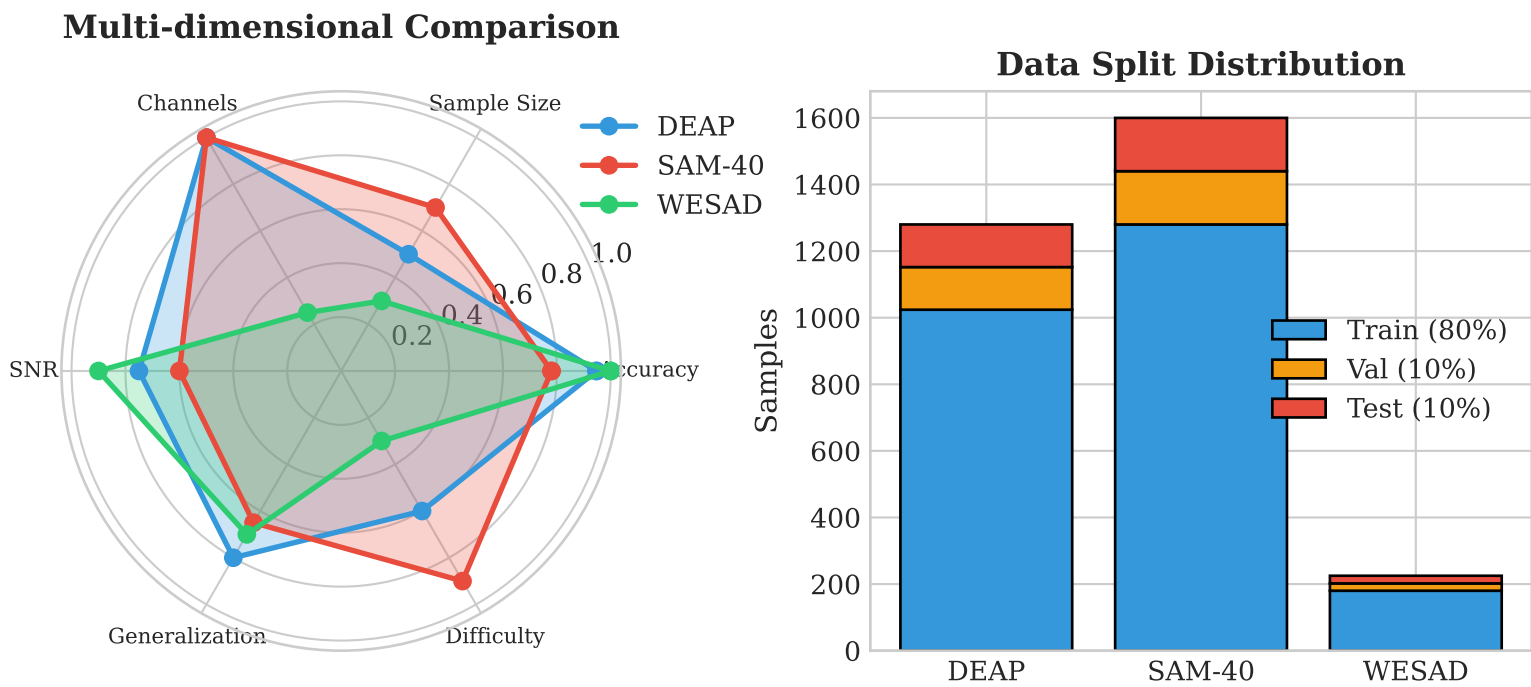 Multi-dimensional Comparison
Channels
Sample Size
DEAP
SAM-40
WESAD
1.0
0.8
0.6
0.4
0.2
SNR
Accuracy
Generalization
Difficulty
Data Split Distribution
Samples
1600
1400
1200
1000
800
600
400
200
0
Train (80%)
Val (10%)
Test (10%)
DEAP
SAM-40
WESAD